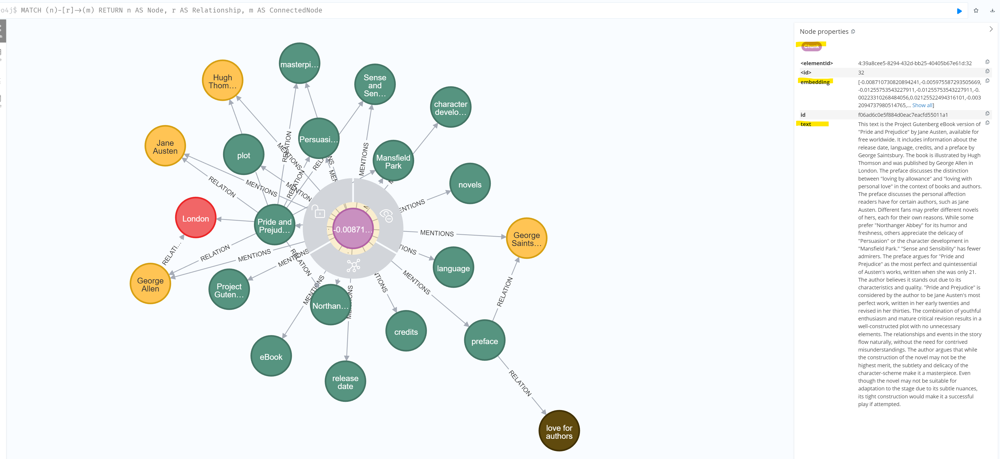 o4j$ MATCH (n)-[r]->(m) RETURN n AS Node, r AS Relationship, m AS ConnectedNode
masterpi...
Hugh
Thom...
Sense
and
Sen...
character
develo...
Persuasi...
Jane
Austen
plot
Mansfield
Park
novels
RELATION
MENTIONS
MENTIONS
RELATION
RELATION
MENTIONS
London
Pride and
Prejud...
-0.00871...
ENTIONS
MENTIONS
George
Saints...
RELATI...
RELATION
MENTIONS
MENTIONS
RELATION
TIONS
language
George
Allen
Project
Guten...
MENTIONS
Northan...
MENTIONS
NTIONS
MENTIONS
RELATION
credits
preface
eBook
release
date
RELATION
love for
authors
Node properties
Chunk
<elementId> 4:39a8cee5-8294-432d-bb25-40405b67e61d:32
<id> 32
embedding [-0.008710730820894241,-0.005975587293505669,
-0.01255753543227911,-0.01255753543227911,-0.
00223310268484056,0.02125522494316101,-0.003
2094737980514765,... Show all]
id f06ad6c0e5f884d0eac7eacfd55011a1
text This text is the Project Gutenberg eBook version of
"Pride and Prejudice" by Jane Austen, available for
free worldwide. It includes information about the
release date, language, credits, and a preface by
George Saintsbury. The book is illustrated by Hugh
Thomson and was published by George Allen in
London. The preface discusses the distinction
between "loving by allowance" and "loving with
personal love" in the context of books and authors.
The preface discusses the personal affection
readers have for certain authors, such as Jane
Austen. Different fans may prefer different novels
of hers, each for their own reasons. While some
prefer "Northanger Abbey" for its humor and
freshness, others appreciate the delicacy of
"Persuasion" or the character development in
"Mansfield Park." "Sense and Sensibility" has fewer
admirers. The preface argues for "Pride and
Prejudice" as the most perfect and quintessential
of Austen's works, written when she was only 21.
The author believes it stands out due to its
characteristics and quality. "Pride and Prejudice" is
considered by the author to be Jane Austen's most
perfect work, written in her early twenties and
revised in her thirties. The combination of youthful
enthusiasm and mature critical revision results in a
well-constructed plot with no unnecessary
elements. The relationships and events in the story
flow naturally, without the need for contrived
misunderstandings. The author argues that while
the construction of the novel may not be the
highest merit, the subtlety and delicacy of the
character-scheme make it a masterpiece. Even
though the novel may not be suitable for
adaptation to the stage due to its subtle nuances,
its tight construction would make it a successful
play if attempted.